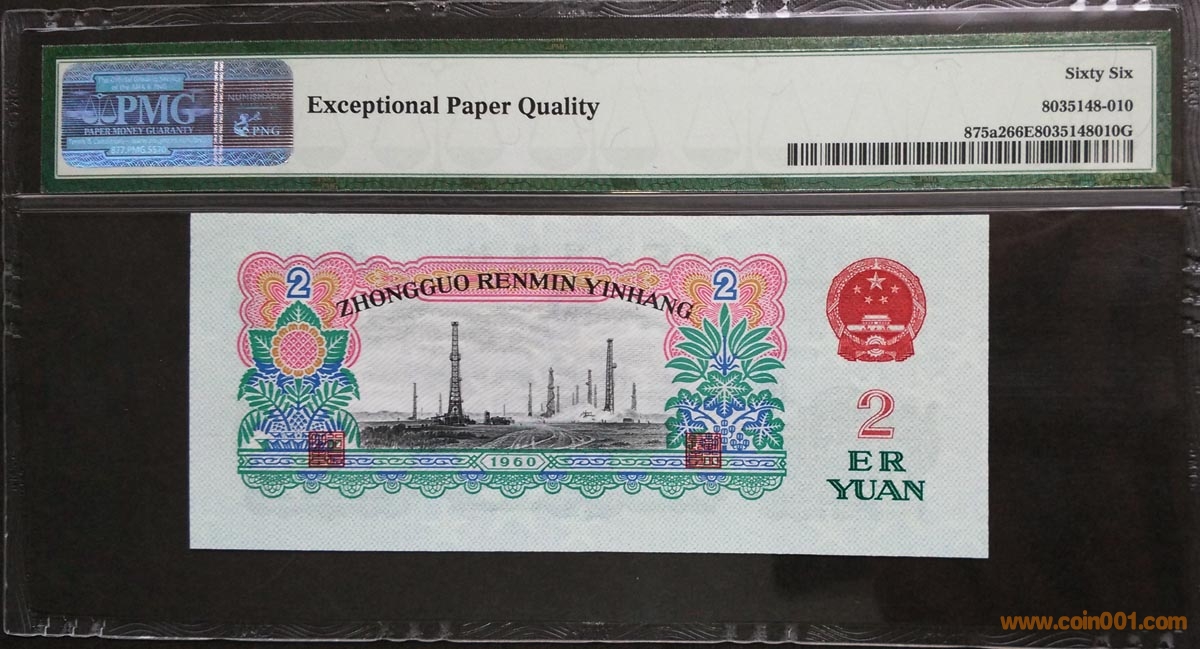 PMG
PAPER MONEY GUARANTY
PNG
Exceptional Paper Quality
Sixty Six
8035148-010
875a266E8035148010G
2
ZHONGGUO RENMIN YINHANG
2
1960
2
ER
YUAN
www.coin001.com